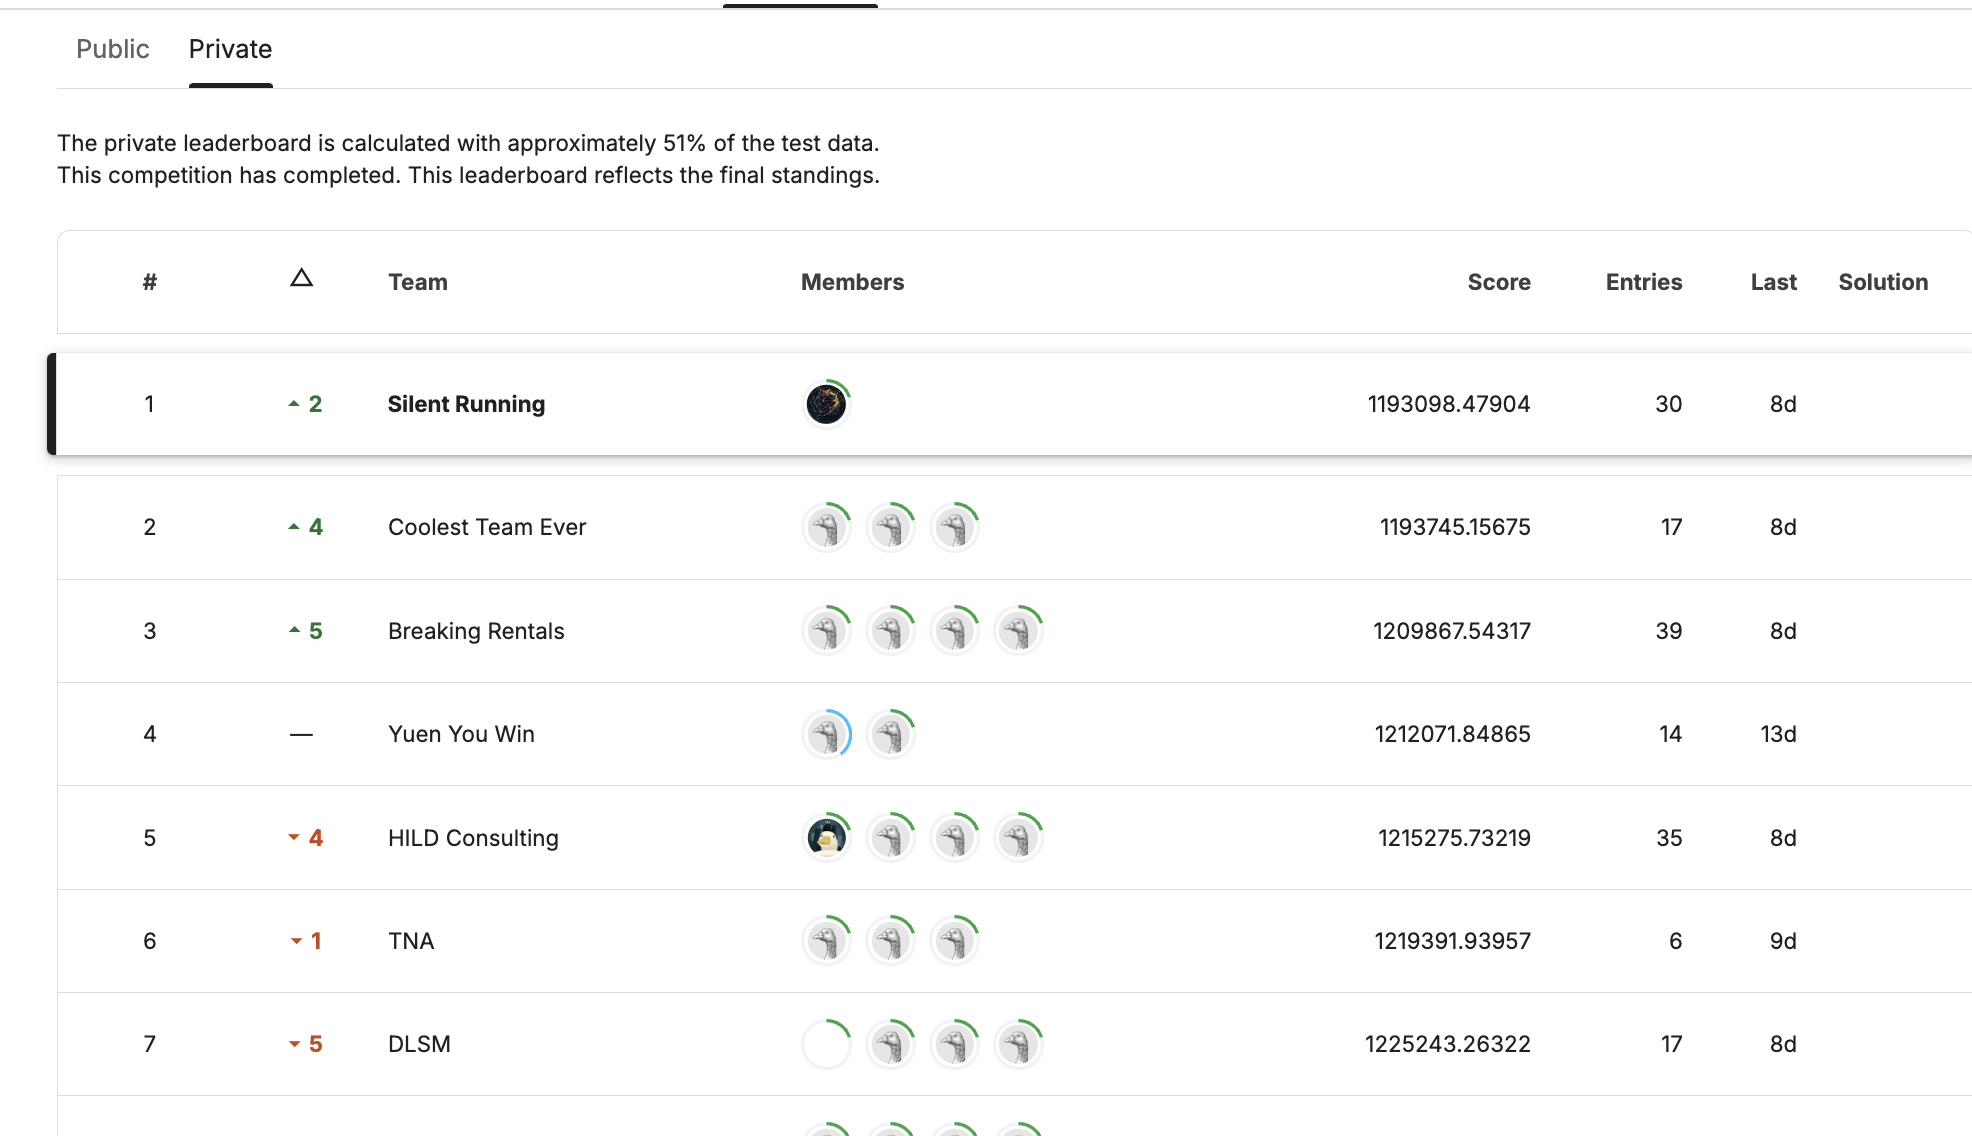 Public Private
The private leaderboard is calculated with approximately 51% of the test data.
This competition has completed. This leaderboard reflects the final standings.
# △ Team Members Score Entries Last Solution
1 2 Silent Running 1193098.47904 30 8d
2 4 Coolest Team Ever 1193745.15675 17 8d
3 5 Breaking Rentals 1209867.54317 39 8d
4 — Yuen You Win 1212071.84865 14 13d
5 4 HILD Consulting 1215275.73219 35 8d
6 1 TNA 1219391.93957 6 9d
7 5 DLSM 1225243.26322 17 8d